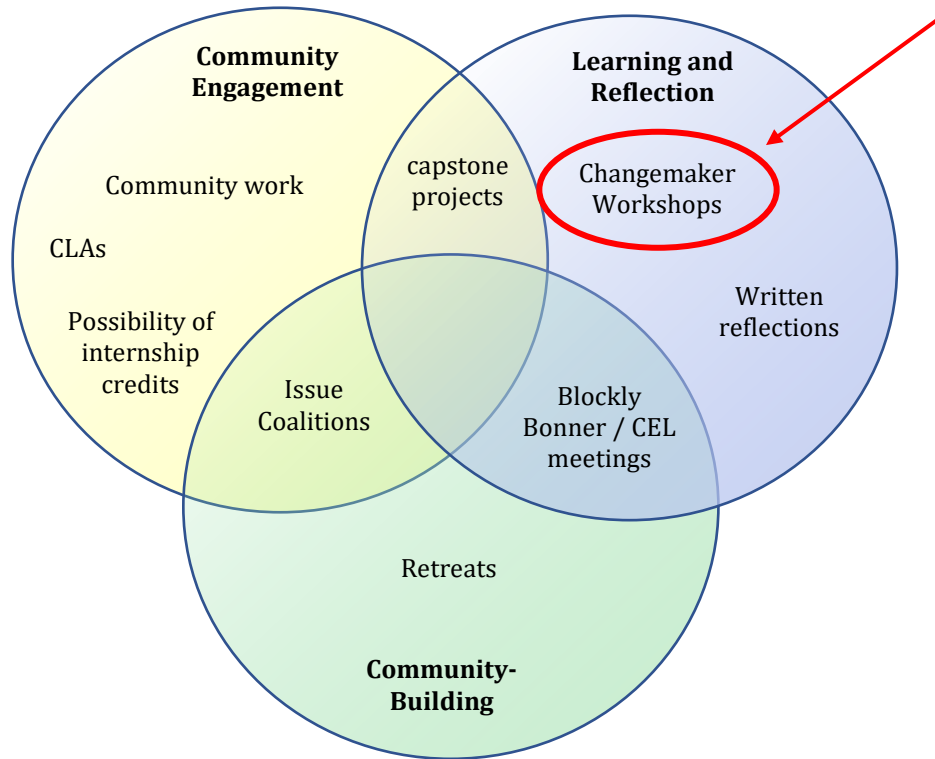 Community
Engagement
Learning and
Reflection
capstone
projects
Changemaker
Workshops
Community work
CLAs
Written
reflections
Possibility of
internship
credits
Issue
Coalitions
Blockly
Bonner / CEL
meetings
Retreats
Community-
Building